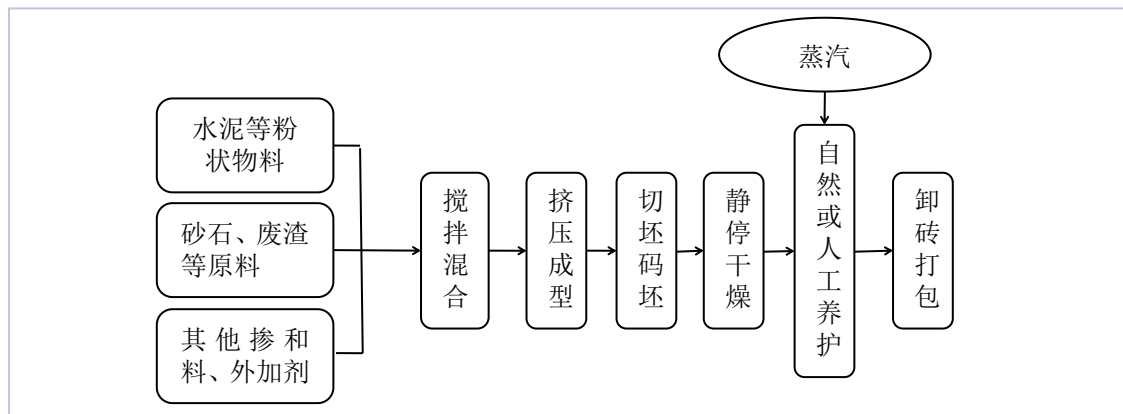 蒸汽
水泥等粉
状物料
砂石、废渣
等原料
其他掺和
料、外加剂
搅拌混合
挤压成型
切坯码坯
静停干燥
自然或人工养护
卸砖打包